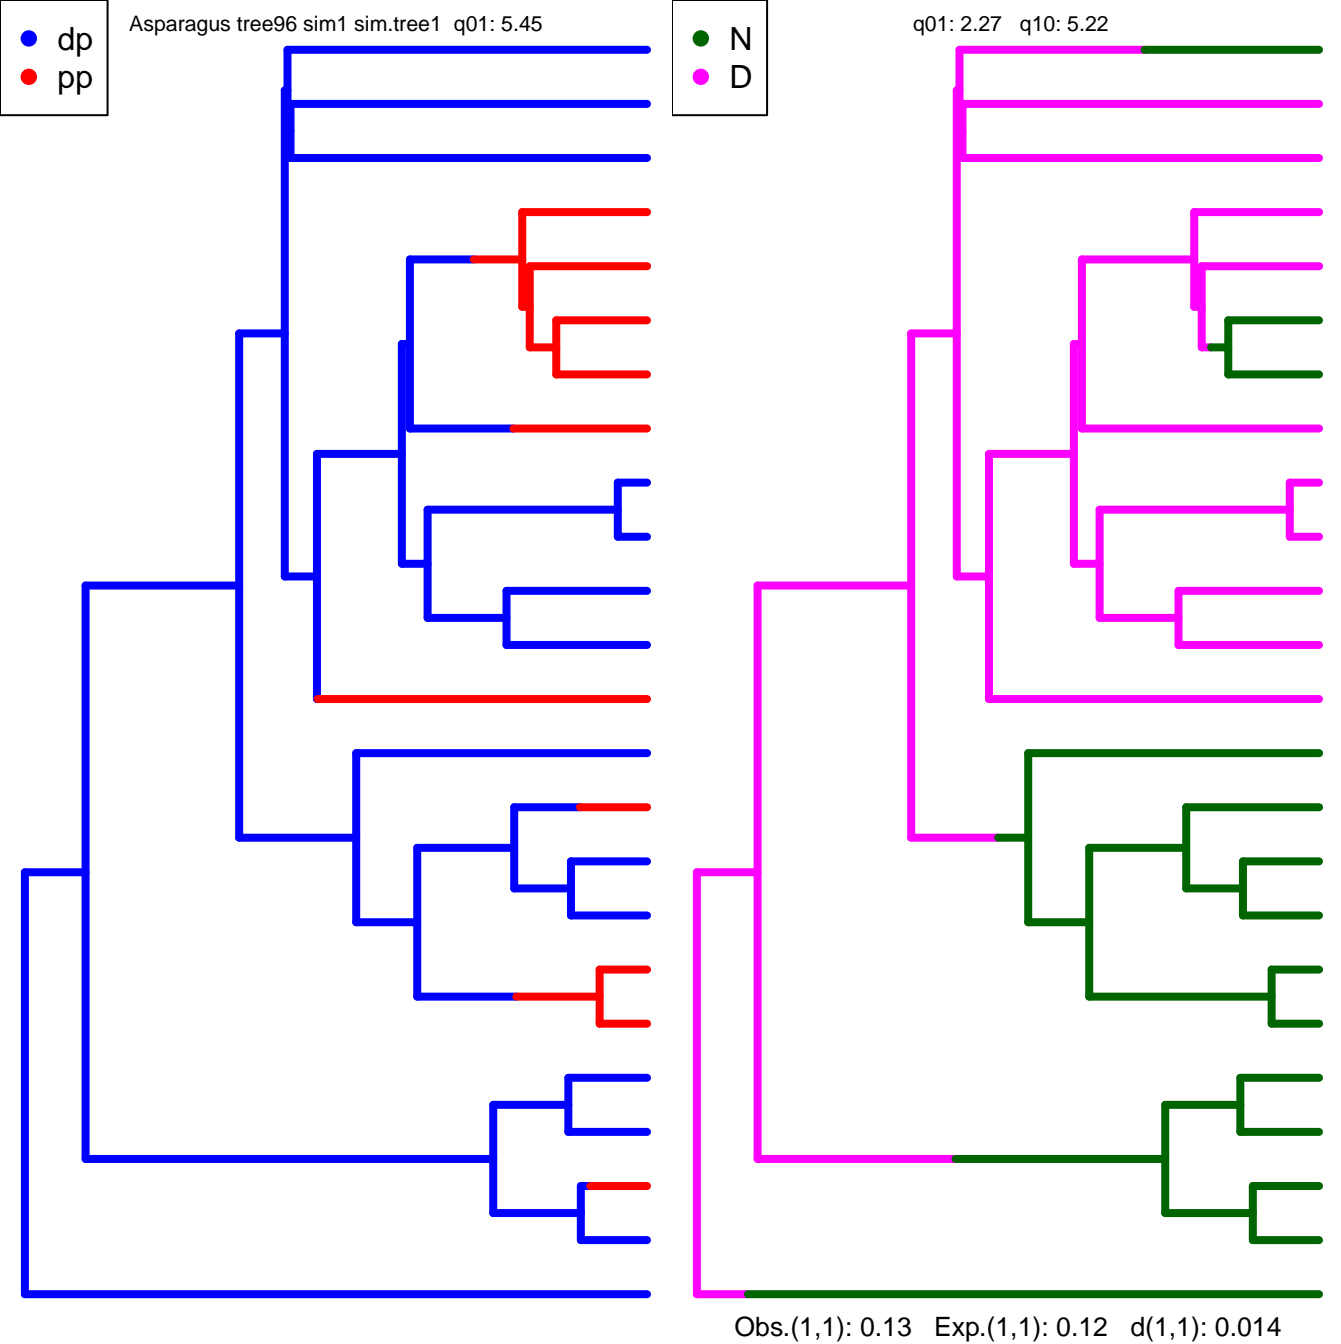 Asparagus tree96 sim1 sim.tree1 q01: 5.45
dp
pp
q01: 2.27 q10: 5.22
N
D
Obs.(1,1): 0.13 Exp.(1,1): 0.12 d(1,1): 0.014